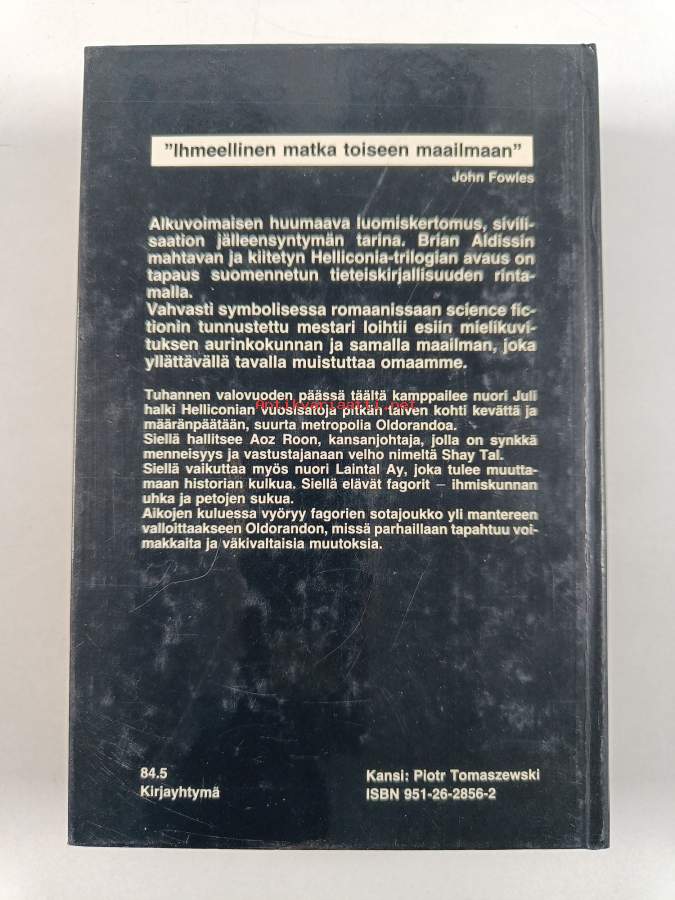 "Ihmeellinen matka toiseen maailmaan"
John Fowles
Alkuvoimaisen huumaava luomiskertomus, sivili-
saation jälleensyntymän tarina. Brian Aldissin
mahtavan ja kiitetyn Helliconia-trilogian avaus on
tapaus suomennetun tieteiskirjallisuuden rinta-
malla.
Vahvasti symbolisessa romaanissaan science fic-
tionin tunnustettu mestari loihtii esiin mielikuvi-
tuksen aurinkokunnan ja samalla maailman, joka
yllättävällä tavalla muistuttaa omaamme.
Tuhannen valovuoden päässä täältä kamppailee nuori Juli
halki Helliconian vuosisatoja pitkän talven kohti kevättä ja
Antikvariaatti.net
määränpäätään, suurta metropolia Oldorandoa.
Siellä hallitsee Aoz Roon, kansanjohtaja, jolla on synkkä
menneisyys ja vastustajanaan velho nimeltä Shay Tal.
Siellä vaikuttaa myös nuori Laintal Ay, joka tulee muutta-
maan historian kulkua. Siellä elävät fagorit – ihmiskunnan
uhka ja petojen sukua.
Aikojen kuluessa vyöryy fagorien sotajoukko yli mantereen
valloittaakseen Oldorandon, missä parhaillaan tapahtuu voi-
makkaita ja väkivaltaisia muutoksia.
84.5
Kirjayhtymä
Kansi: Piotr Tomaszewski
ISBN 951-26-2856-2